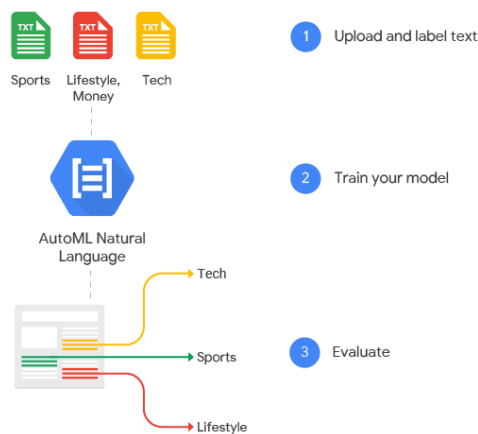 TXT TXT TXT
Sports Lifestyle, Tech
Money
1 Upload and label text
AutoML Natural
Language
2 Train your model
Tech
Sports
Lifestyle
3 Evaluate